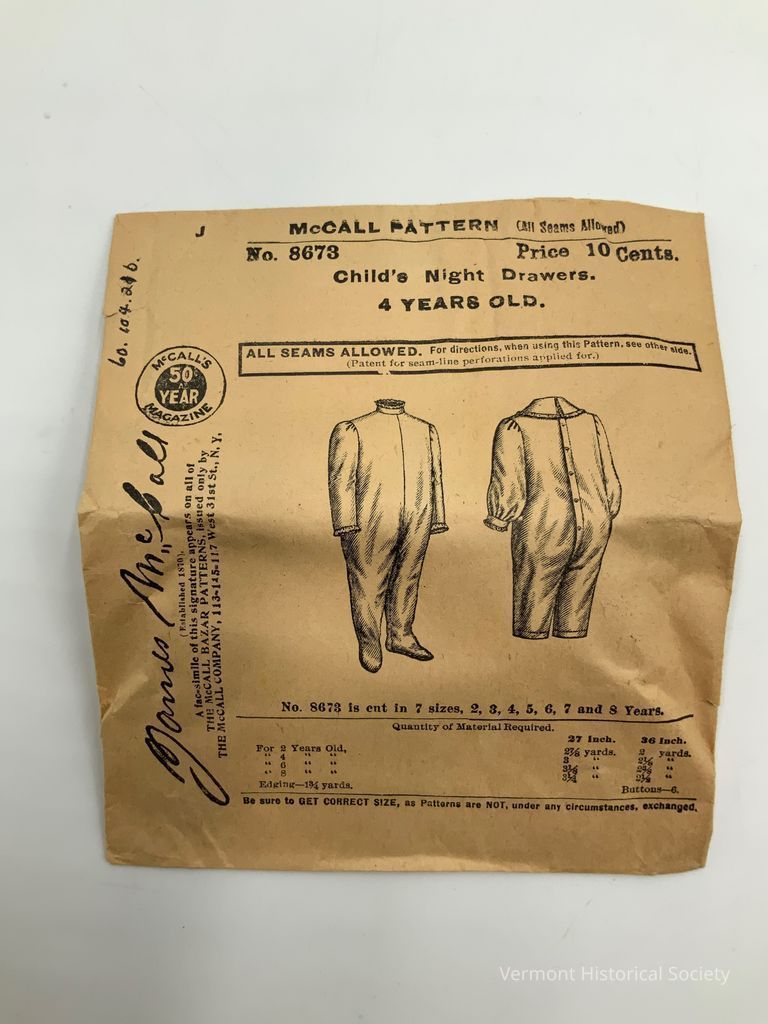 J
McCALL PATTERN (All Seams Allowed)
No. 8673 Price 10 Cents.
Child's Night Drawers.
4 YEARS OLD.
ALL SEAMS ALLOWED. For directions, when using this Pattern, see other side.
(Patent for seam-line perforations applied for.)
McCALL'S
50
YEAR
MAGAZINE
James McCall
(Established 1870).
A fac-simile of this signature appears on all of
THE McCALL BAZAR PATTERNS, issued only by
THE McCALL COMPANY, 113-115-117 West 31st St., N. Y.
No. 8673 is cut in 7 sizes, 2, 3, 4, 5, 6, 7 and 8 Years.
Quantity of Material Required.
27 Inch. 36 Inch.
For 2 Years Old, yards. 2 yards.
" 4 " " 3 " "
" 6 " " " "
" 8 " " " "
Edging—1¾ yards. Buttons—6.
Be sure to GET CORRECT SIZE, as Patterns are NOT, under any circumstances, exchanged.
Vermont Historical Society